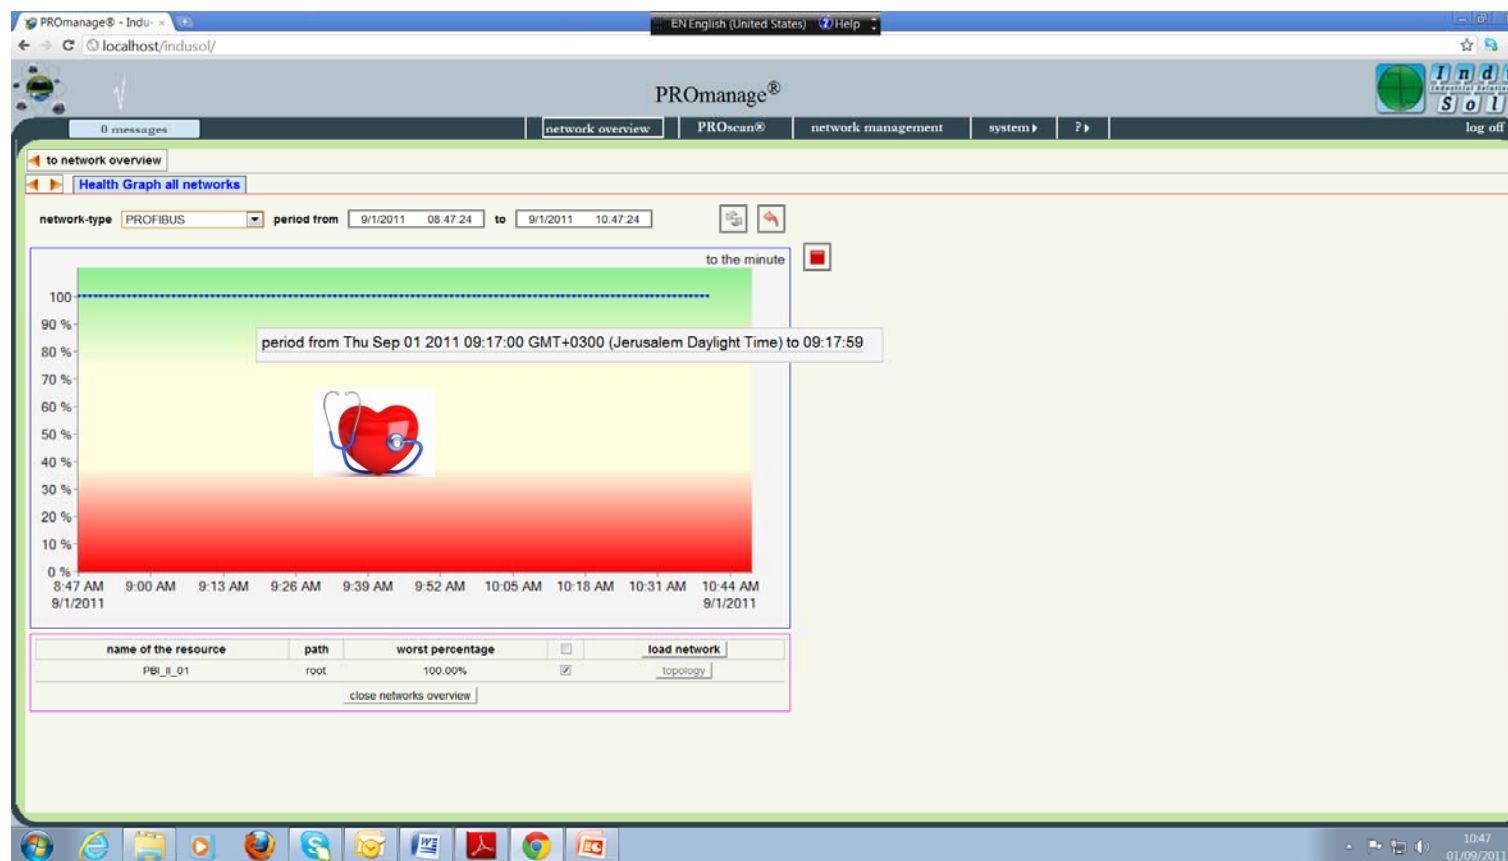 PROmanage® - Indu-
EN English (United States) Help
localhost/indusol/
PROmanage®
Ind
Sol
0 messages
network overview
PROscan®
network management
system
?
log off
to network overview
Health Graph all networks
network-type PROFIBUS period from 9/1/2011 08:47:24 to 9/1/2011 10:47:24
to the minute
100
90 %
period from Thu Sep 01 2011 09:17:00 GMT+0300 (Jerusalem Daylight Time) to 09:17:59
80 %
70 %
60 %
50 %
40 %
30 %
20 %
10 %
0 %
8:47 AM 9:00 AM 9:13 AM 9:26 AM 9:39 AM 9:52 AM 10:05 AM 10:18 AM 10:31 AM 10:44 AM
9/1/2011 9/1/2011
name of the resource path worst percentage load network
PBI_II_01 root 100.00% topology
close networks overview
10:47
01/09/2011